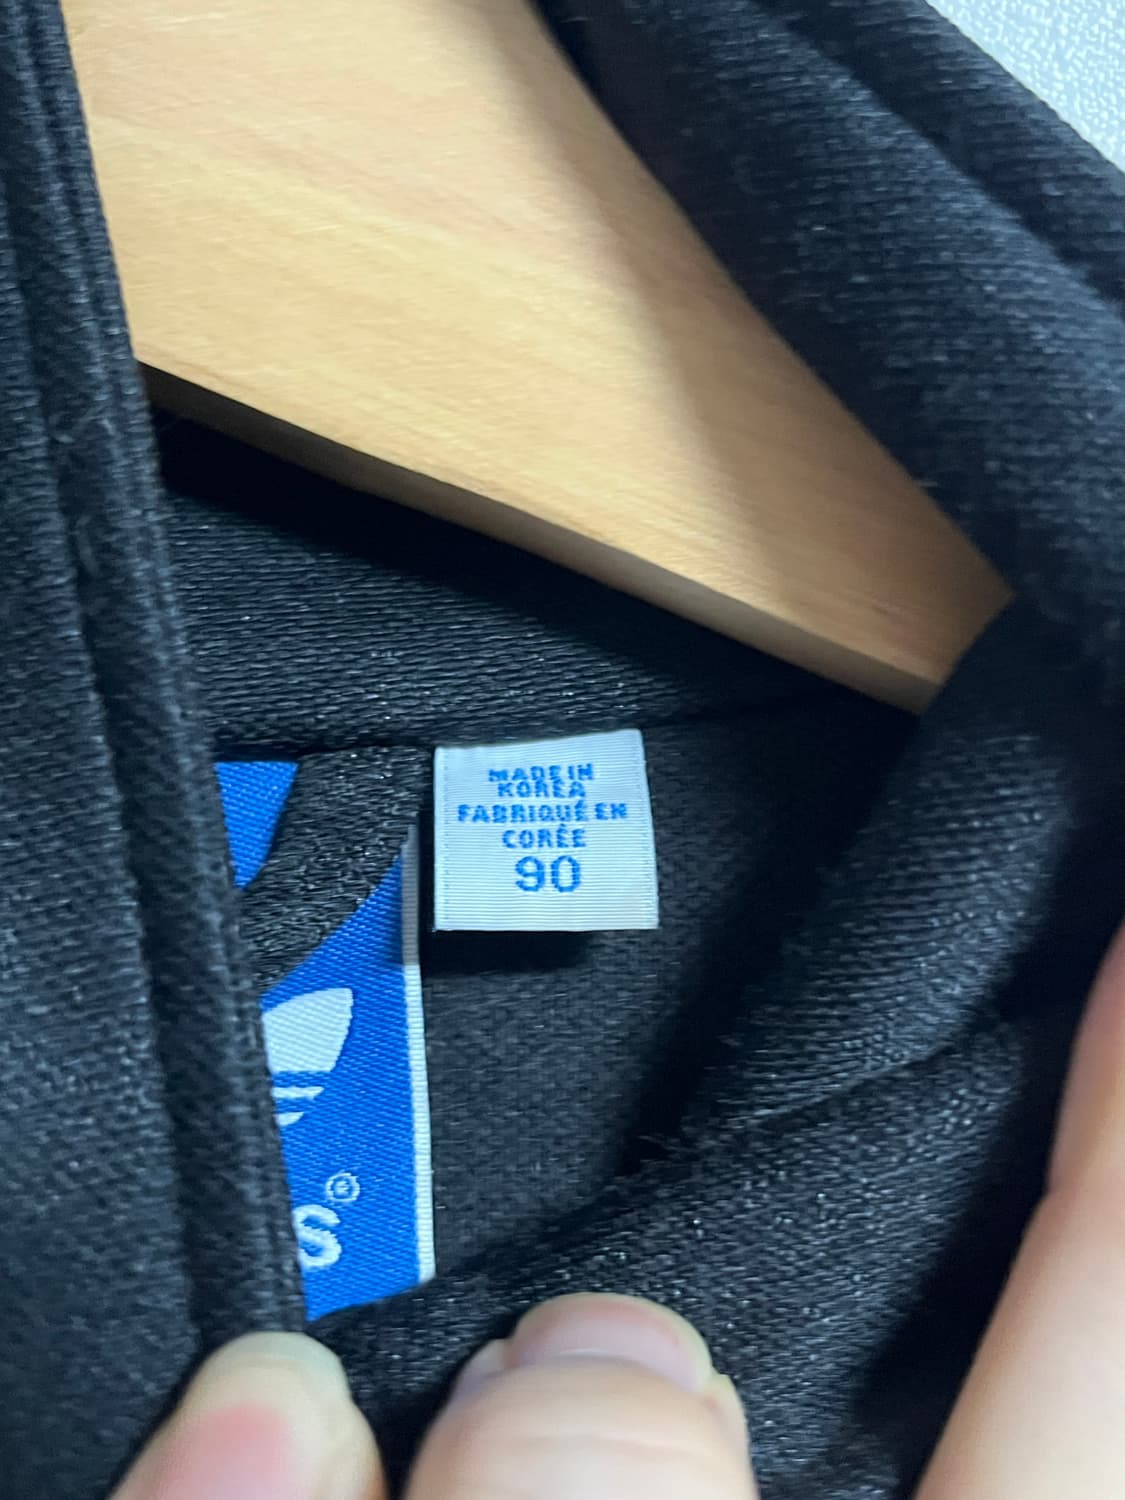 MADE IN
KOREA
FABRIQUÉ EN
CORÉE
90
®
S